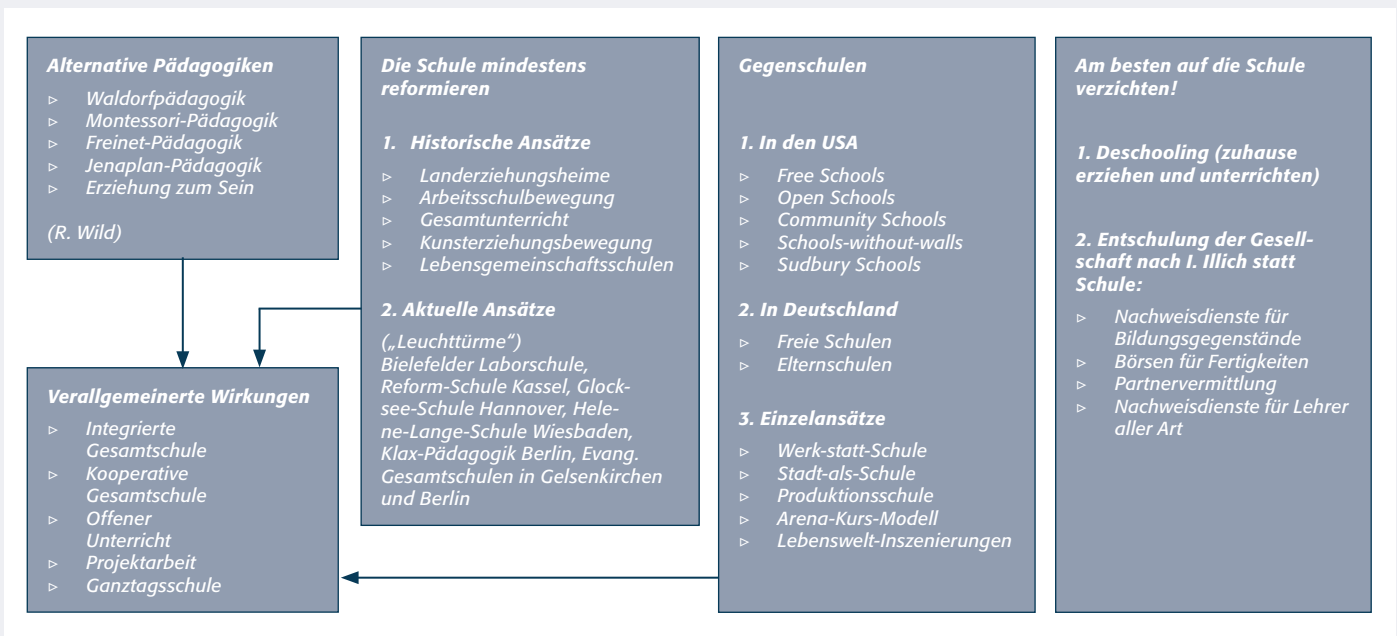 Alternative Pädagogiken
▹ Waldorfpädagogik
▹ Montessori-Pädagogik
▹ Freinet-Pädagogik
▹ Jenaplan-Pädagogik
▹ Erziehung zum Sein
(R. Wild)
Verallgemeinerte Wirkungen
▹ Integrierte
Gesamtschule
▹ Kooperative
Gesamtschule
▹ Offener
Unterricht
▹ Projektarbeit
▹ Ganztagsschule
Die Schule mindestens
reformieren
1. Historische Ansätze
▹ Landerziehungsheime
▹ Arbeitsschulbewegung
▹ Gesamtunterricht
▹ Kunsterziehungsbewegung
▹ Lebensgemeinschaftsschulen
2. Aktuelle Ansätze
(„Leuchttürme“)
Bielefelder Laborschule,
Reform-Schule Kassel, Glock-
see-Schule Hannover, Hele-
ne-Lange-Schule Wiesbaden,
Klax-Pädagogik Berlin, Evang.
Gesamtschulen in Gelsenkirchen
und Berlin
Gegenschulen
1. In den USA
▹ Free Schools
▹ Open Schools
▹ Community Schools
▹ Schools-without-walls
▹ Sudbury Schools
2. In Deutschland
▹ Freie Schulen
▹ Elternschulen
3. Einzelansätze
▹ Werk-statt-Schule
▹ Stadt-als-Schule
▹ Produktionsschule
▹ Arena-Kurs-Modell
▹ Lebenswelt-Inszenierungen
Am besten auf die Schule
verzichten!
1. Deschooling (zuhause
erziehen und unterrichten)
2. Entschulung der Gesell-
schaft nach I. Illich statt
Schule:
▹ Nachweisdienste für
Bildungsgegenstände
▹ Börsen für Fertigkeiten
▹ Partnervermittlung
▹ Nachweisdienste für Lehrer
aller Art